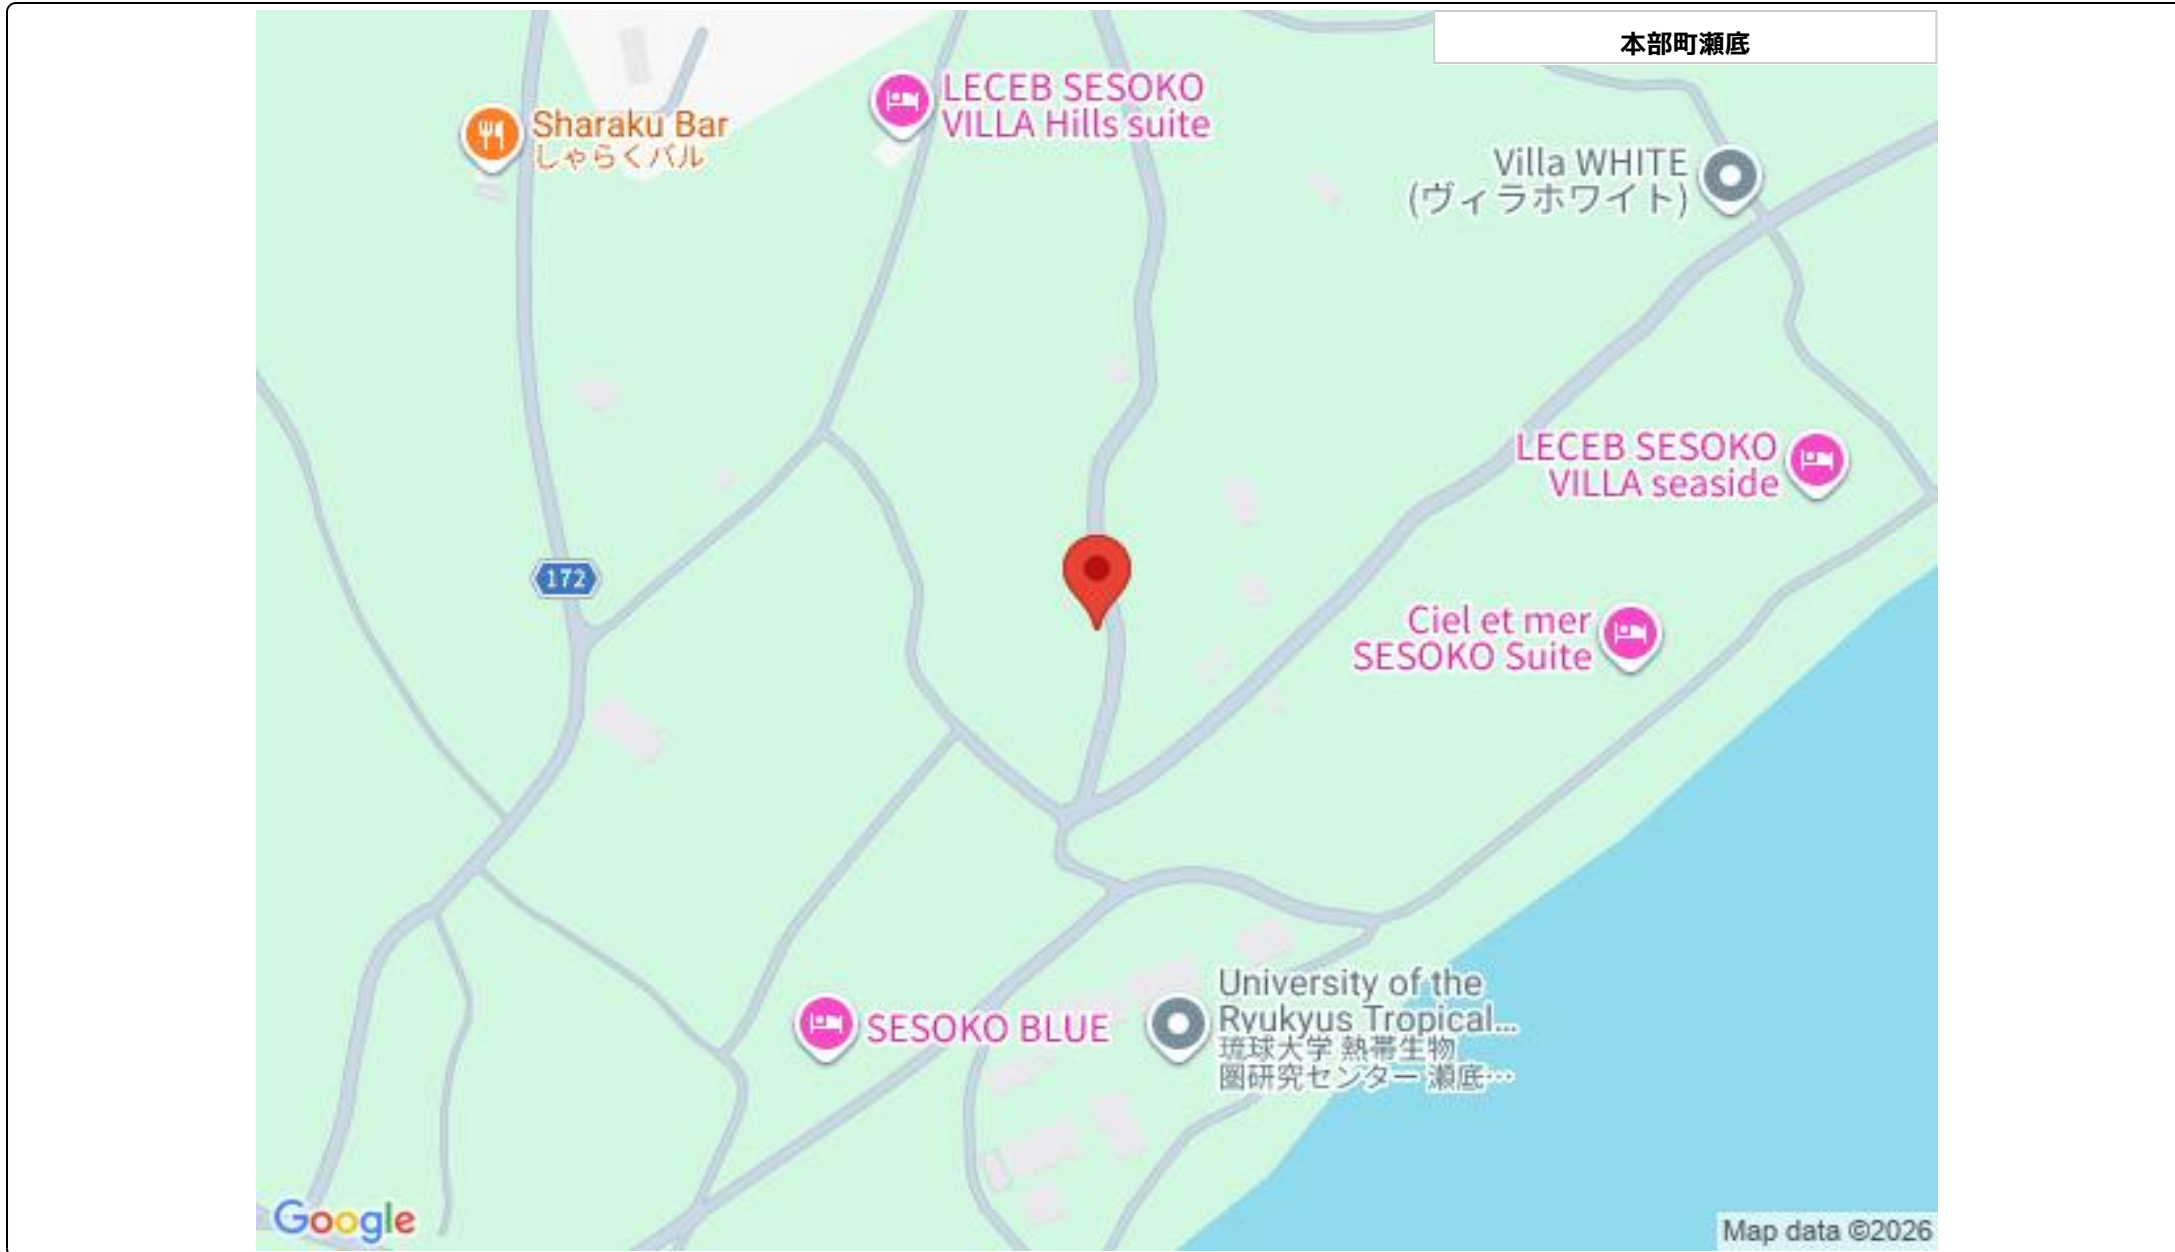 本部町瀬底
LECEB SESOKO
VILLA Hills suite
Sharaku Bar
しゃらくバル
Villa WHITE
(ヴィラホワイト)
LECEB SESOKO
VILLA seaside
172
Ciel et mer
SESOKO Suite
University of the
Ryukyus Tropical...
琉球大学 熱帯生物
圏研究センター 瀬底…
SESOKO BLUE
Google
Map data ©2026